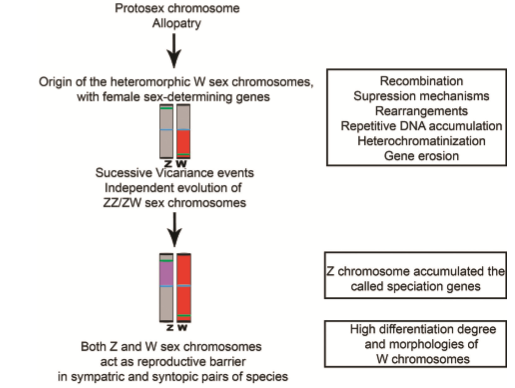 Protosex chromosome
Allopatry
Origin of the heteromorphic W sex chromosomes,
with female sex-determining genes
Z W
Sucessive Vicariance events
Independent evolution of
ZZ/ZW sex chromosomes
Z W
Both Z and W sex chromosomes
act as reproductive barrier
in sympatric and syntopic pairs of species
Recombination
Supression mechanisms
Rearrangements
Repetitive DNA accumulation
Heterochromatinization
Gene erosion
Z chromosome accumulated the
called speciation genes
High differentiation degree
and morphologies of
W chromosomes